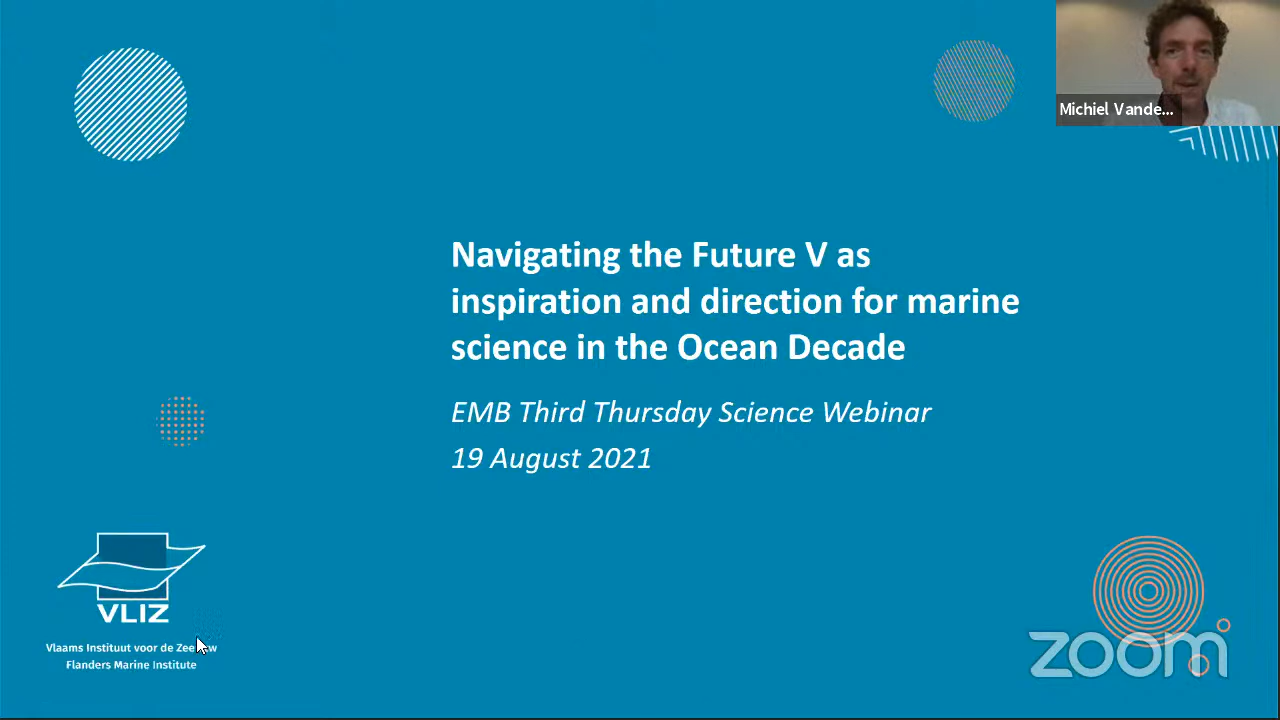 Michiel Vande...
Navigating the Future V as
inspiration and direction for marine
science in the Ocean Decade
EMB Third Thursday Science Webinar
19 August 2021
VLIZ
Vlaams Instituut voor de Zee
Flanders Marine Institute
zoom